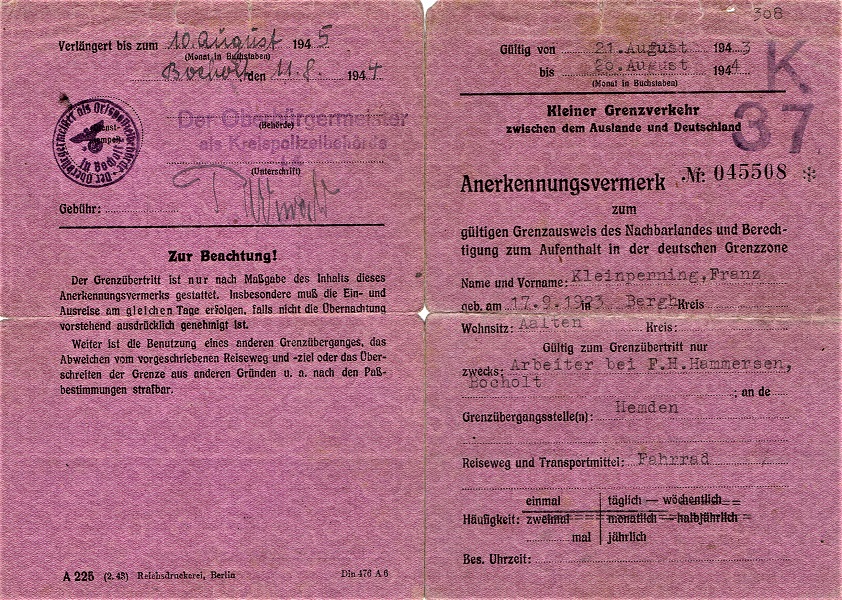 Verlängert bis zum 10. August 1945
(Monat in Buchstaben)
Bocholt, den 11.8. 1944
Der Oberbürgermeister
(Behörde)
als Kreispolizeibehörde
(Unterschrift)
Gebühr:
Zur Beachtung!
Der Grenzübertritt ist nur nach Maßgabe des Inhalts dieses
Anerkennungsvermerks gestattet. Insbesondere muß die Ein- und
Ausreise am gleichen Tage erfolgen, falls nicht die Übernachtung
vorstehend ausdrücklich genehmigt ist.
Weiter ist die Benutzung eines anderen Grenzüberganges, das
Abweichen vom vorgeschriebenen Reiseweg und -ziel oder das Über-
schreiten der Grenze aus anderen Gründen u. a. nach den Paß-
bestimmungen strafbar.
A 225 (2. 43) Reichsdruckerei, Berlin
Din 476 A 6
308
Gültig von 21.August 1943
bis 20.August 1944
(Monat in Buchstaben)
K
37
Kleiner Grenzverkehr
zwischen dem Auslande und Deutschland
Anerkennungsvermerk Nr. 045508 *
zum
gültigen Grenzausweis des Nachbarlandes und Berech-
tigung zum Aufenthalt in der deutschen Grenzzone
Name und Vorname: Kleinpenning,Franz
geb. am 17.9.1923 in Bergh Kreis
Wohnsitz: Aalten Kreis:
Gültig zum Grenzübertritt nur
zwecks: Arbeiter bei F.H.Hammersen,
Bocholt
; an de
Grenzübergangsstelle(n): Hemden
Reiseweg und Transportmittel: Fahrrad
einmal täglich — wöchentlich
Häufigkeit: zweimal monatlich — halbjährlich
mal jährlich
Bes. Uhrzeit: